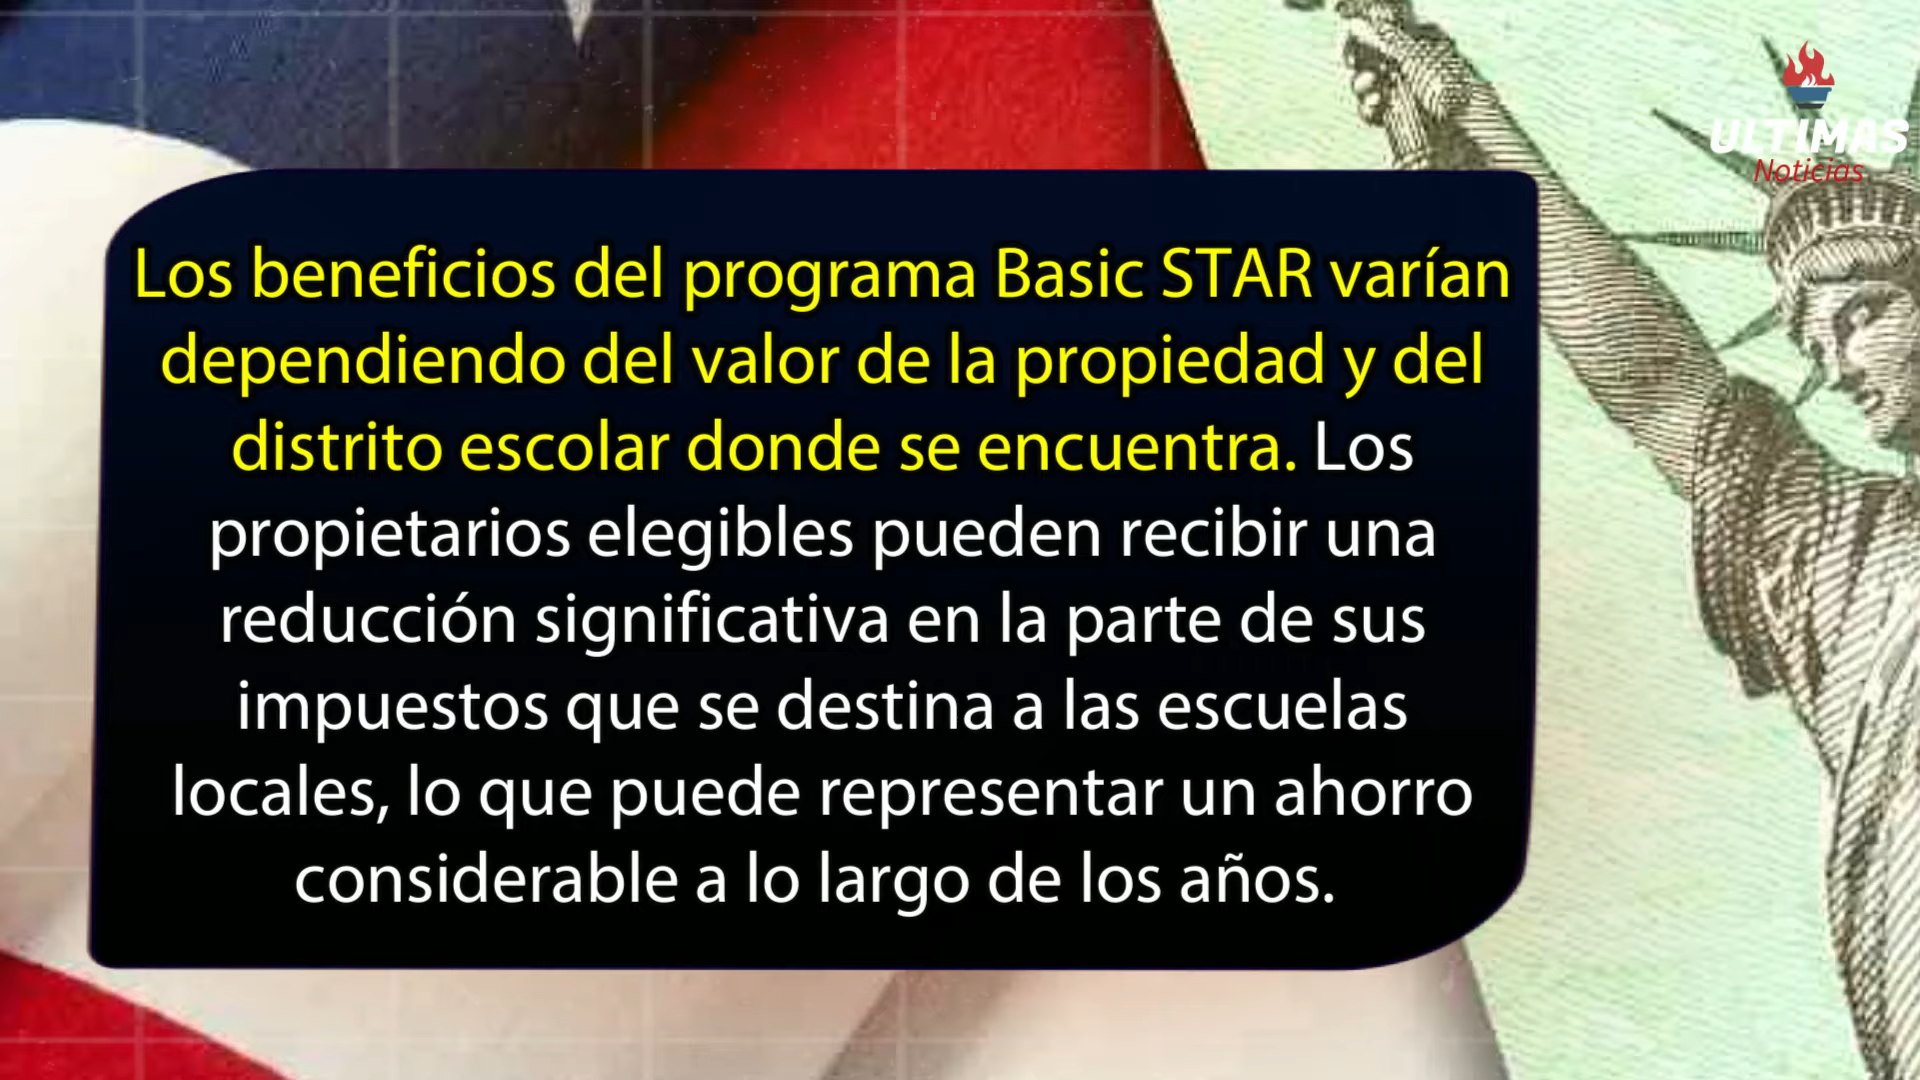 ULTIMAS
Noticias
Los beneficios del programa Basic STAR varían
dependiendo del valor de la propiedad y del
distrito escolar donde se encuentra. Los
propietarios elegibles pueden recibir una
reducción significativa en la parte de sus
impuestos que se destina a las escuelas
locales, lo que puede representar un ahorro
considerable a lo largo de los años.